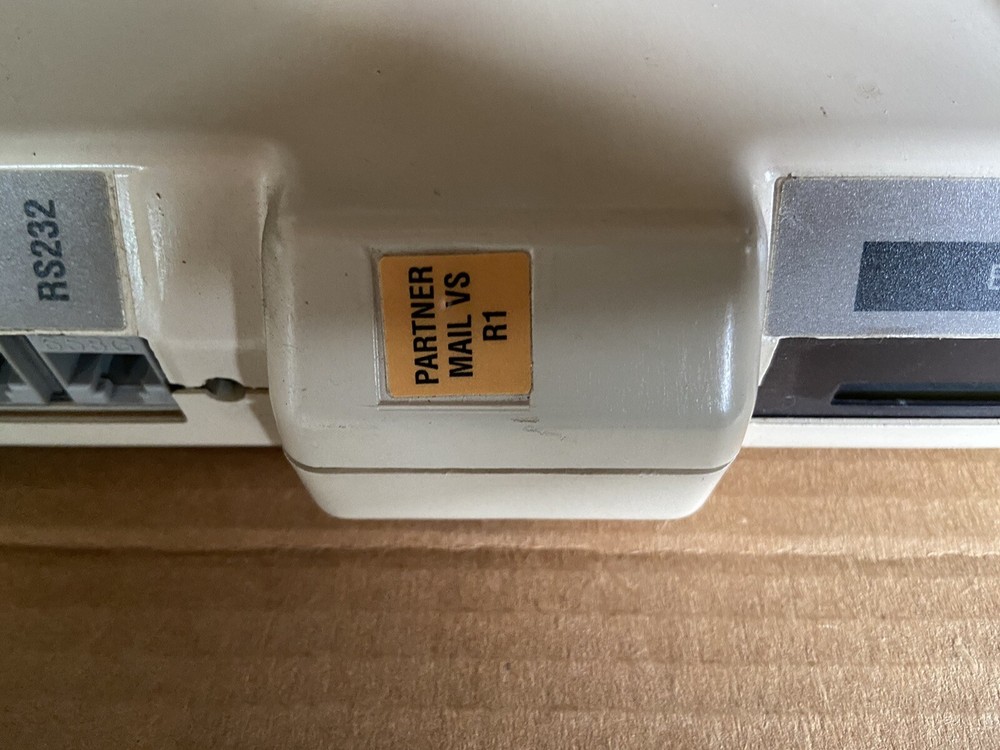 RS232
PARTNER
MAIL VS
R1